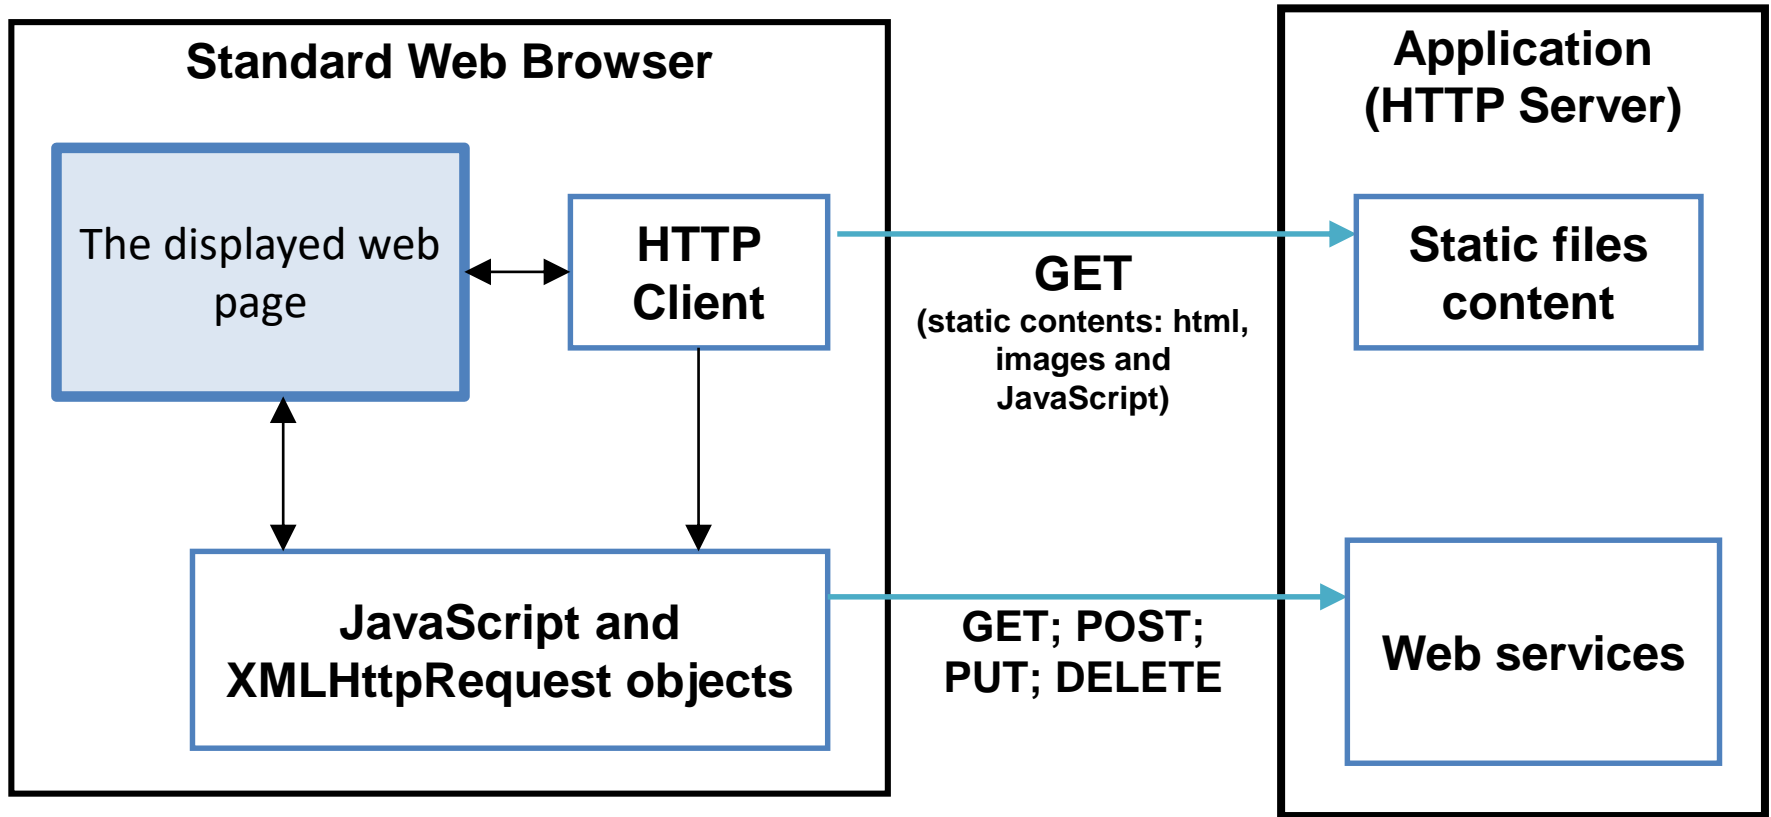 Standard Web Browser
The displayed web
page
HTTP
Client
JavaScript and
XMLHttpRequest objects
GET
(static contents: html,
images and
JavaScript)
GET; POST;
PUT; DELETE
Application
(HTTP Server)
Static files
content
Web services